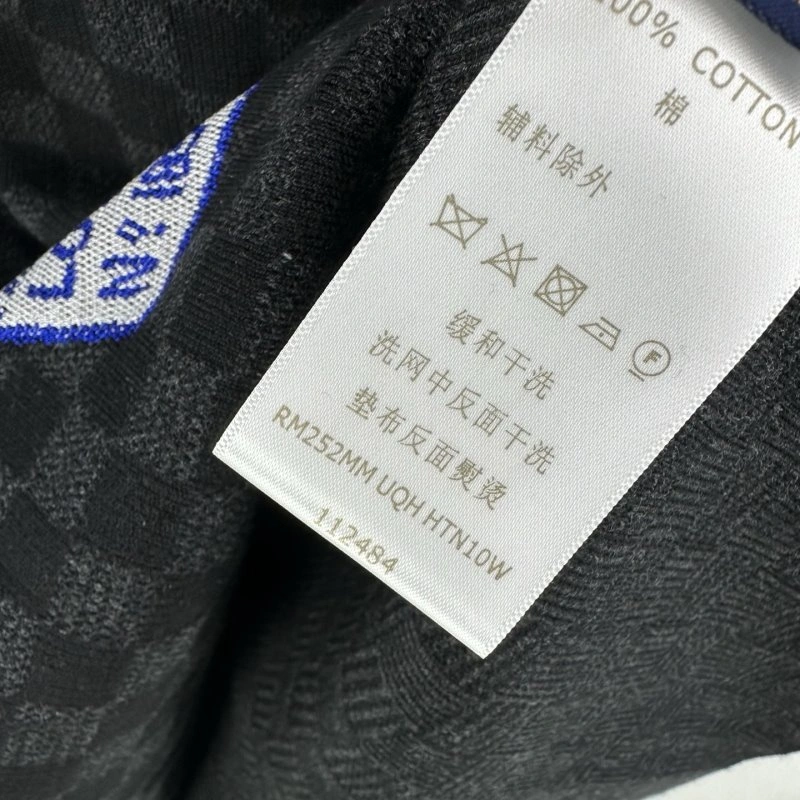 100% COTTON
棉
辅料除外
F
缓和干洗
洗网中反面干洗
垫布反面熨烫
RM252MM UQH HTN10W
112484